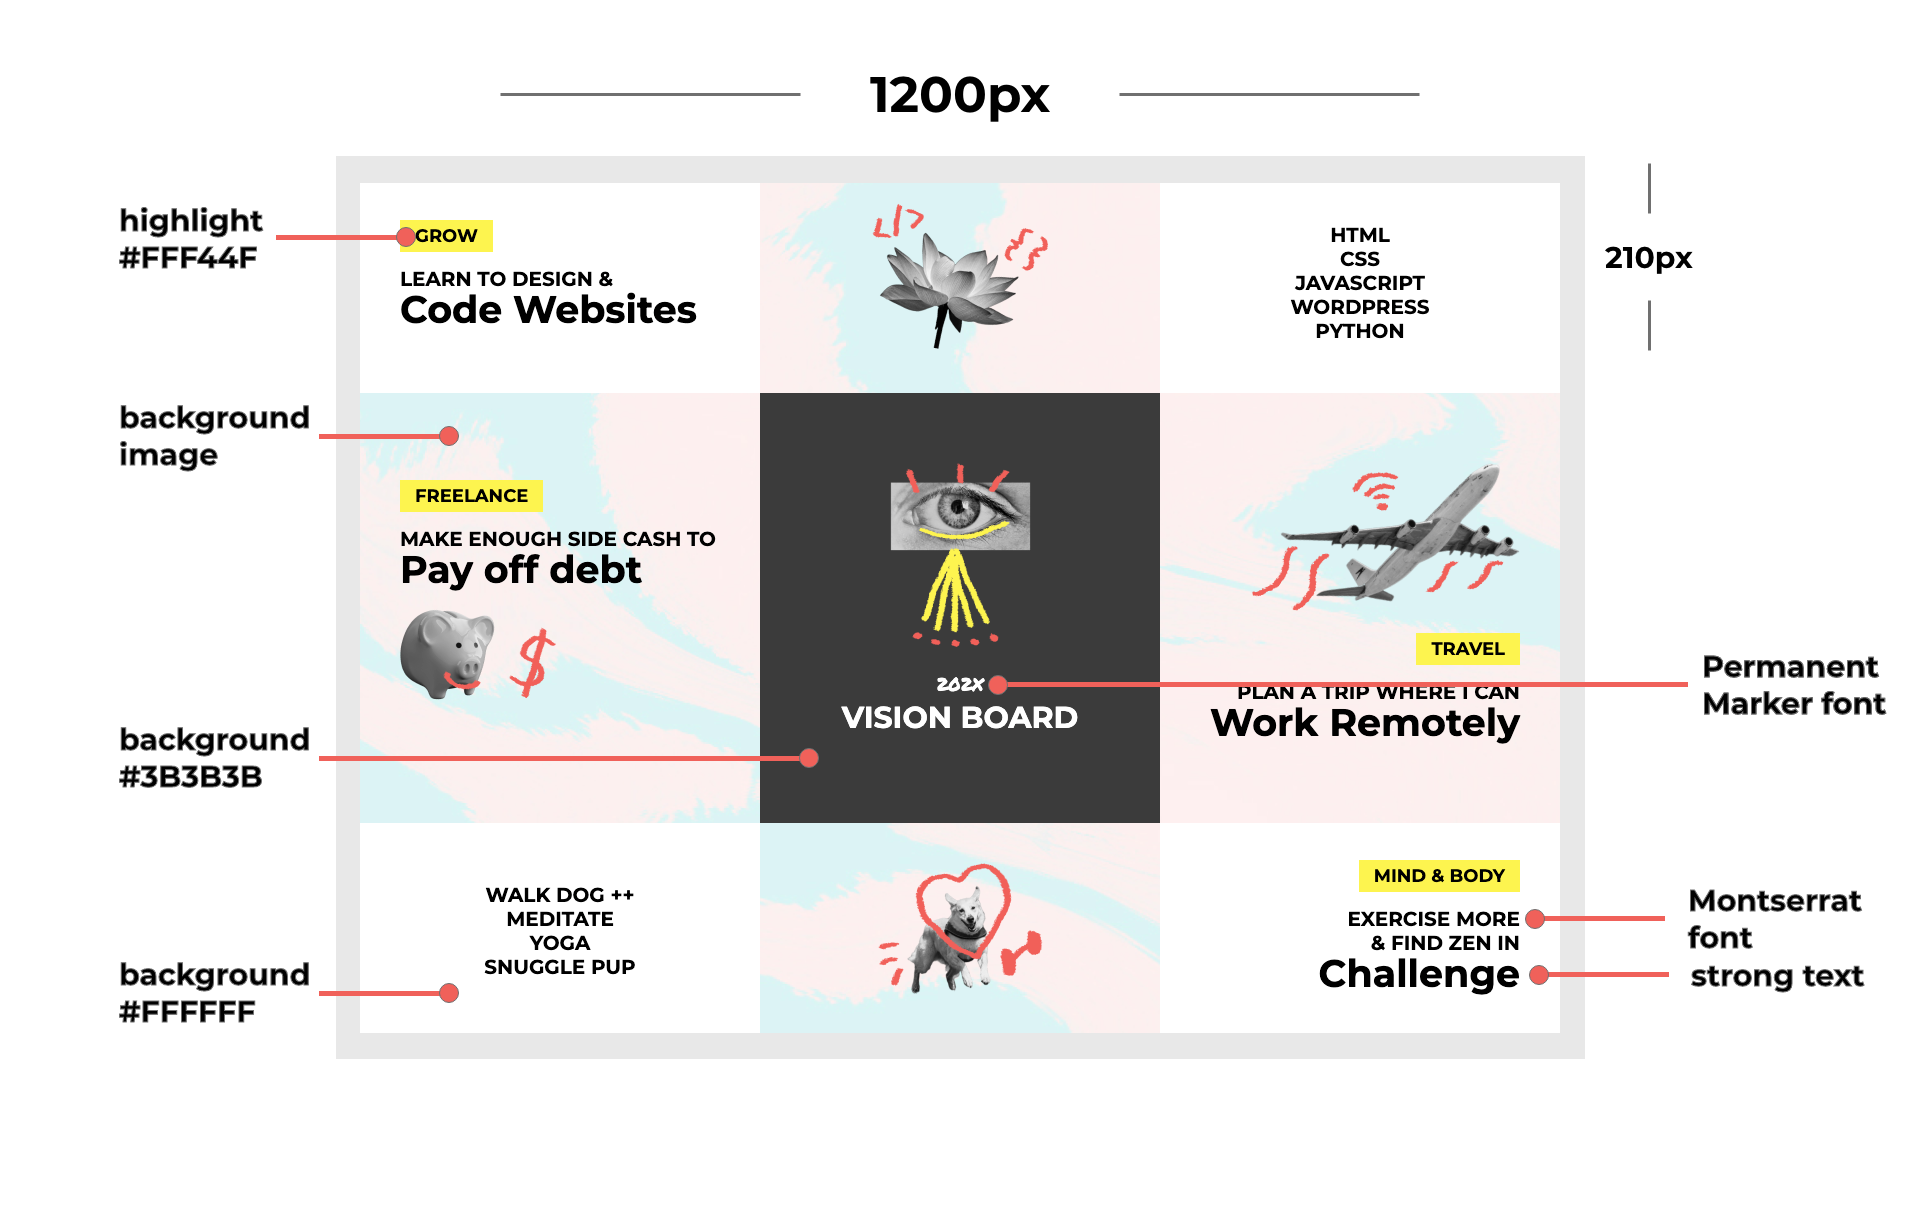 1200px
highlight
#FFF44F
GROW
LEARN TO DESIGN &
Code Websites
</>
{}
HTML
CSS
JAVASCRIPT
WORDPRESS
PYTHON
210px
background
image
FREELANCE
MAKE ENOUGH SIDE CASH TO
Pay off debt
$
202X
VISION BOARD
TRAVEL
PLAN A TRIP WHERE I CAN
Work Remotely
Permanent
Marker font
background
#3B3B3B
WALK DOG ++
MEDITATE
YOGA
SNUGGLE PUP
background
#FFFFFF
MIND & BODY
EXERCISE MORE
& FIND ZEN IN
Challenge
Montserrat
font
strong text